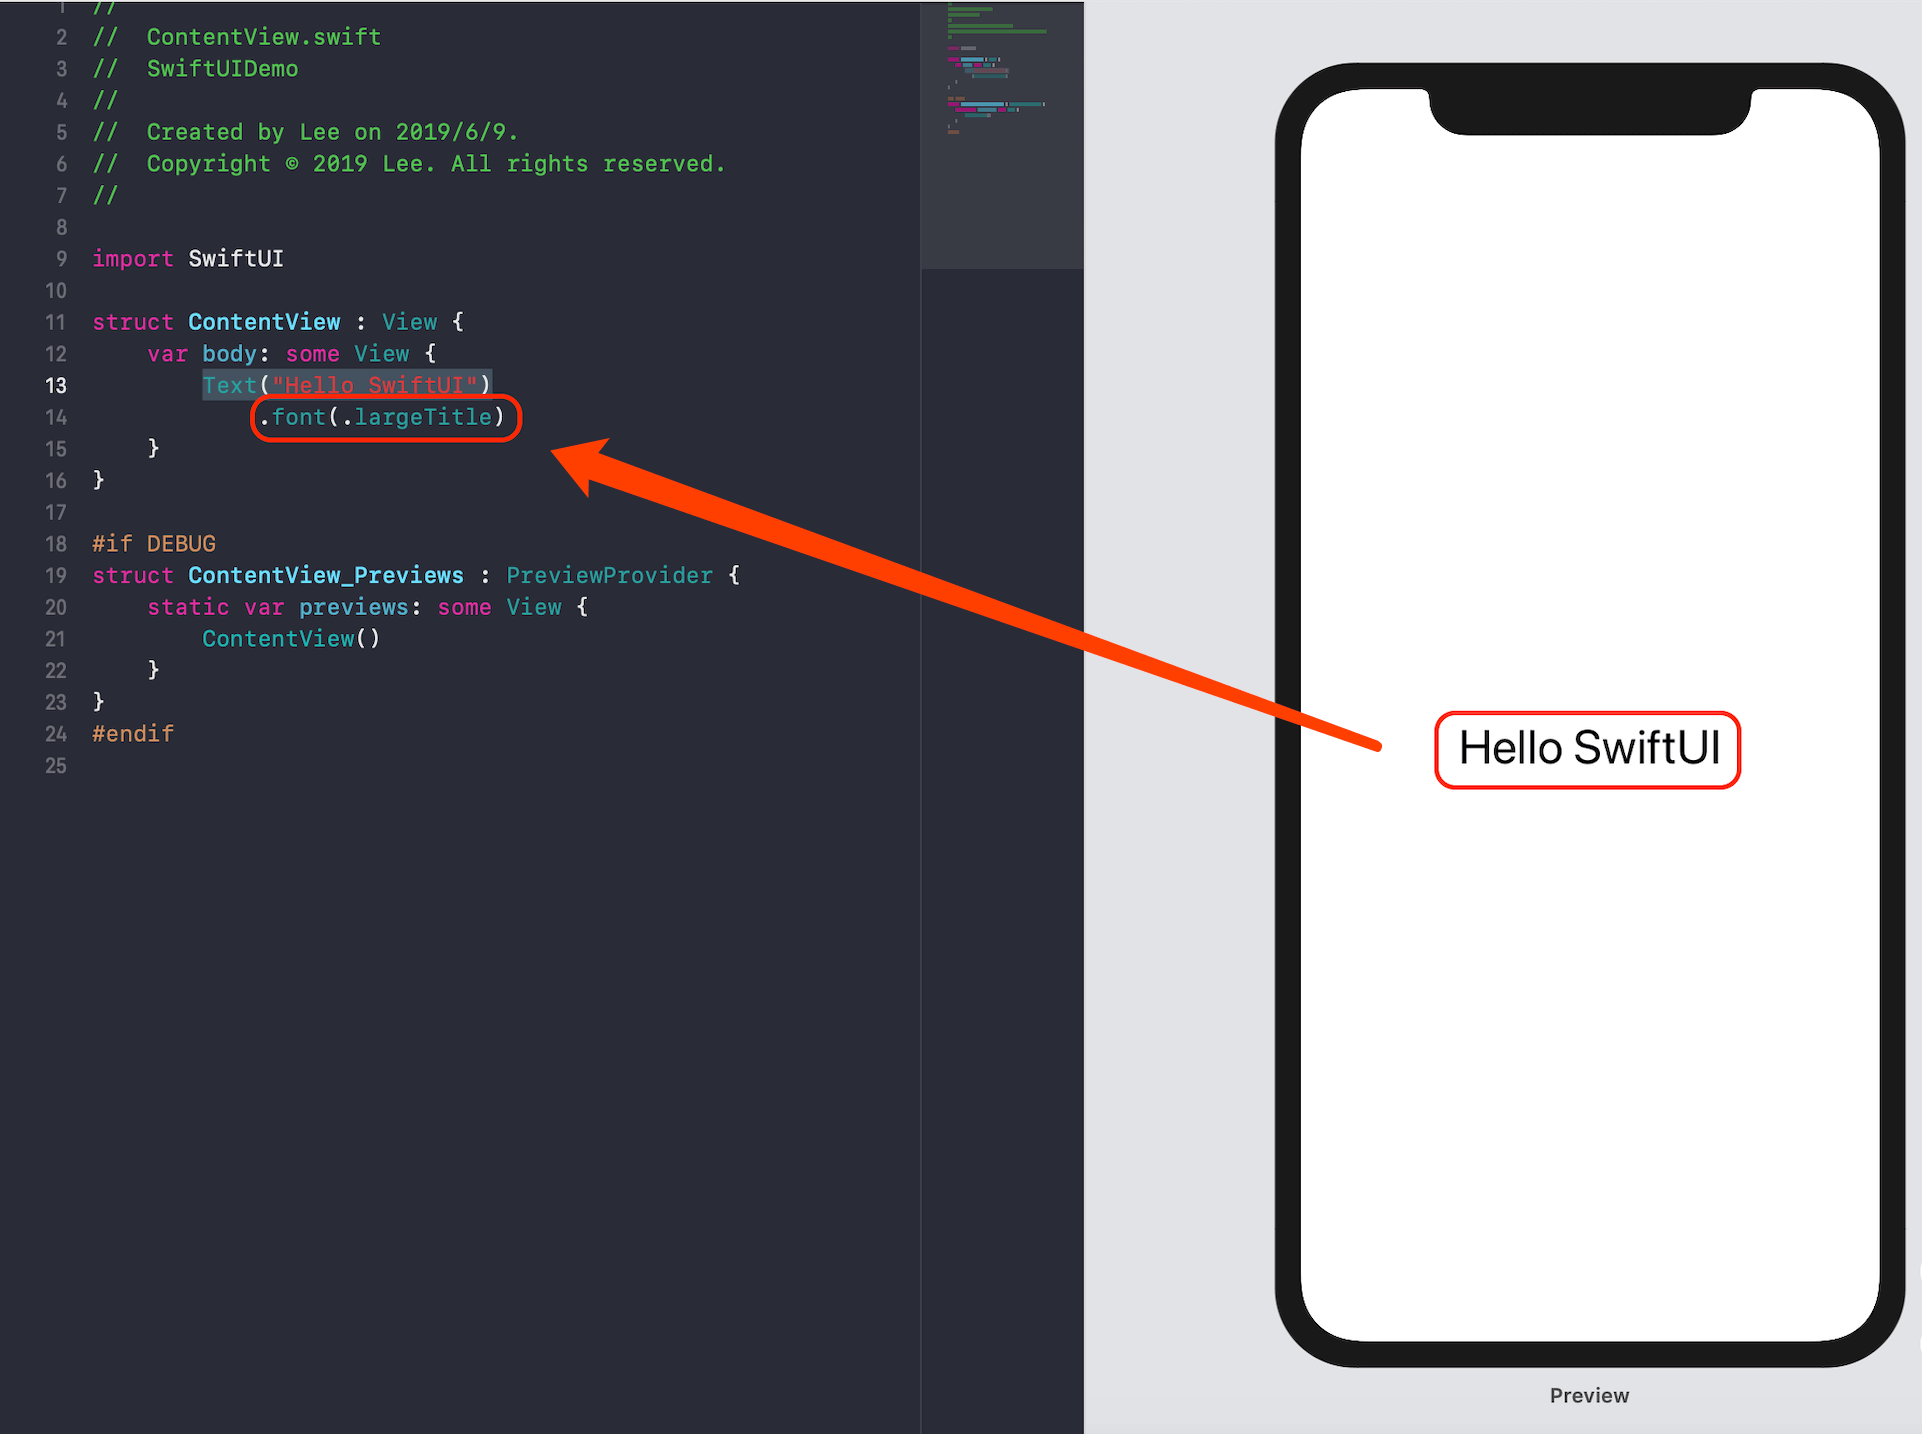 1 //
2 // ContentView.swift
3 // SwiftUIDemo
4 //
5 // Created by Lee on 2019/6/9.
6 // Copyright © 2019 Lee. All rights reserved.
7 //
8
9 import SwiftUI
10
11 struct ContentView : View {
12 var body: some View {
13 Text("Hello SwiftUI")
14 .font(.largeTitle)
15 }
16 }
17
18 #if DEBUG
19 struct ContentView_Previews : PreviewProvider {
20 static var previews: some View {
21 ContentView()
22 }
23 }
24 #endif
25
Hello SwiftUI
Preview